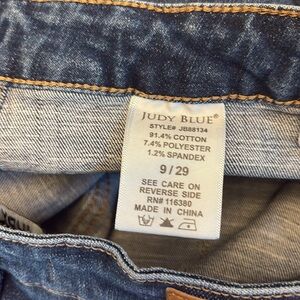 JUDY BLUE®
STYLE# JB88134
91.4% COTTON
7.4% POLYESTER
1.2% SPANDEX
9 / 29
SEE CARE ON
REVERSE SIDE
RN# 116380
MADE IN CHINA